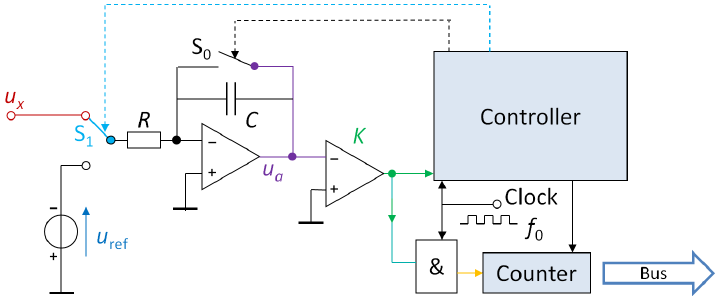 S0
Controller
ux
S1
R
C
K
ua
−
+
−
+
Clock
f0
−
+
uref
&
Counter
Bus